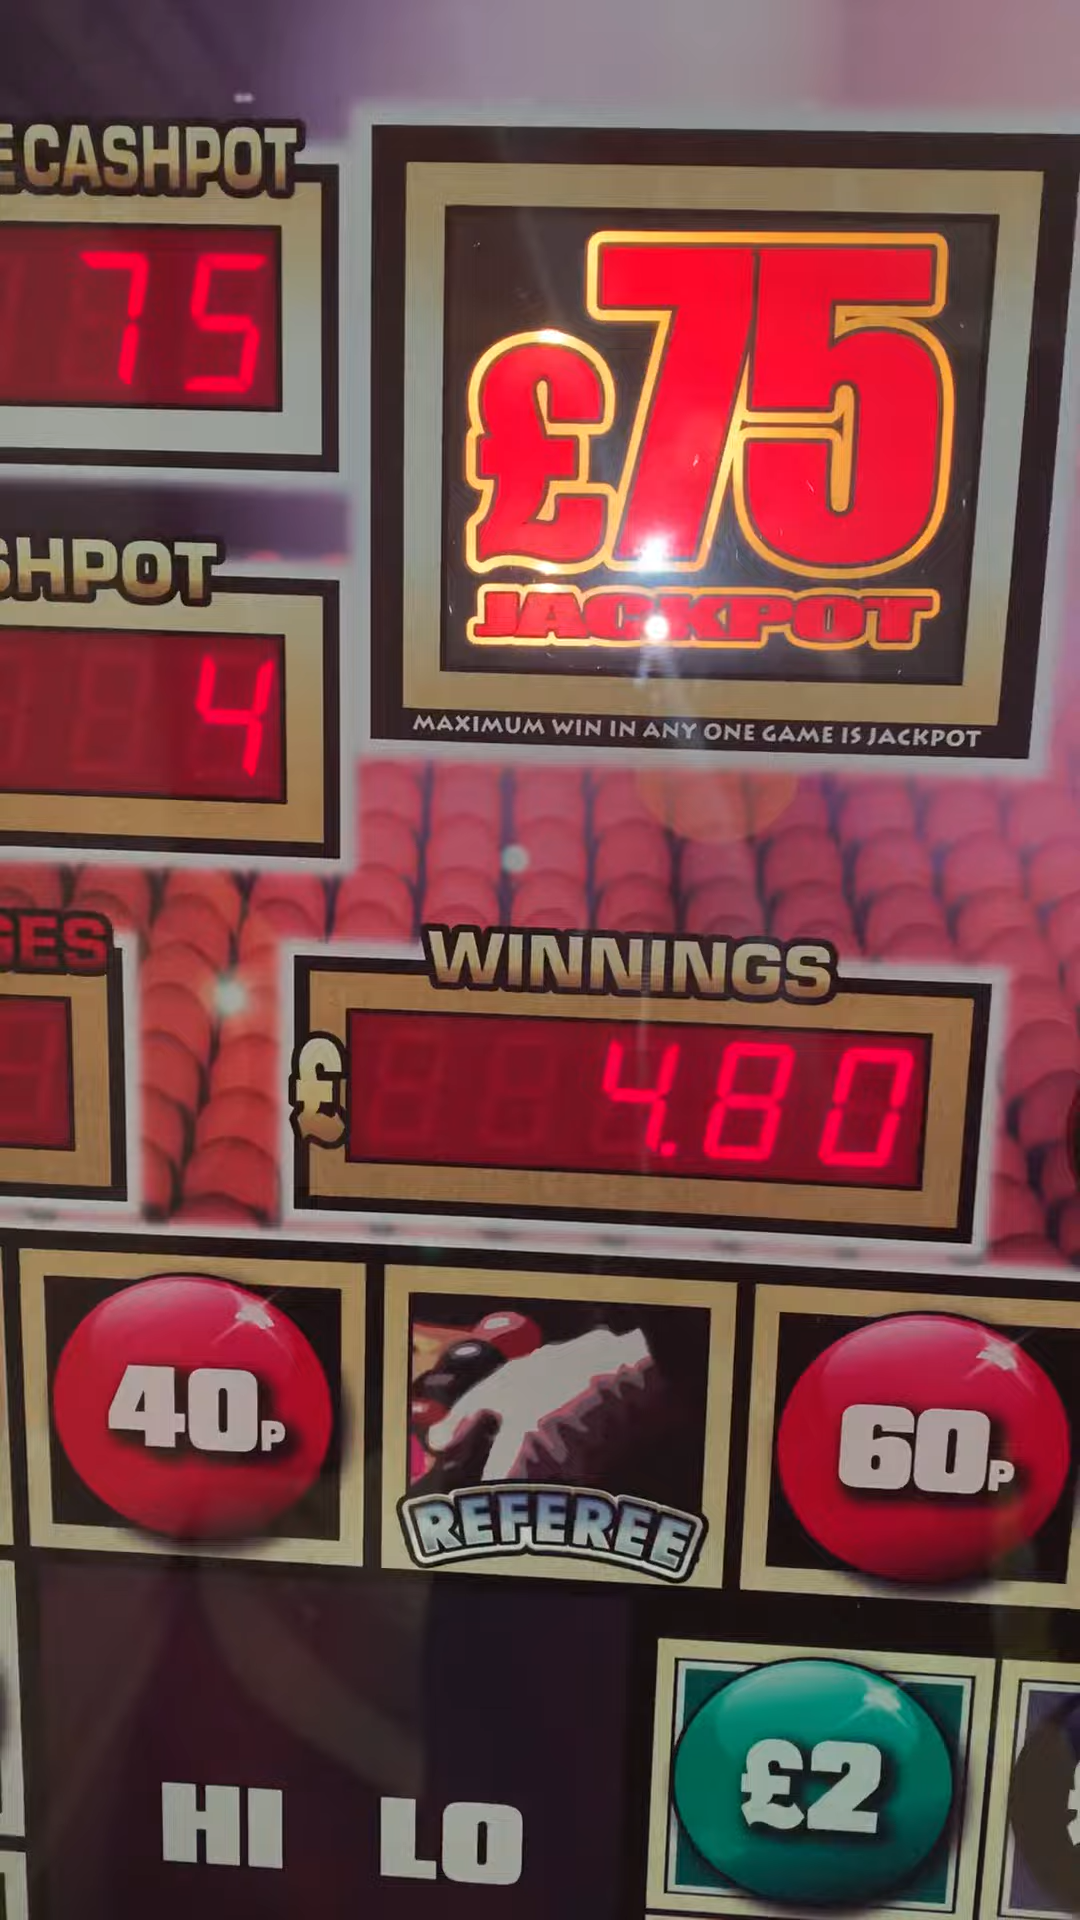 E CASHPOT
75
£75
JACKPOT
MAXIMUM WIN IN ANY ONE GAME IS JACKPOT
SHPOT
4
GES
WINNINGS
£ 4.80
40P
REFEREE
60P
£2
HI LO